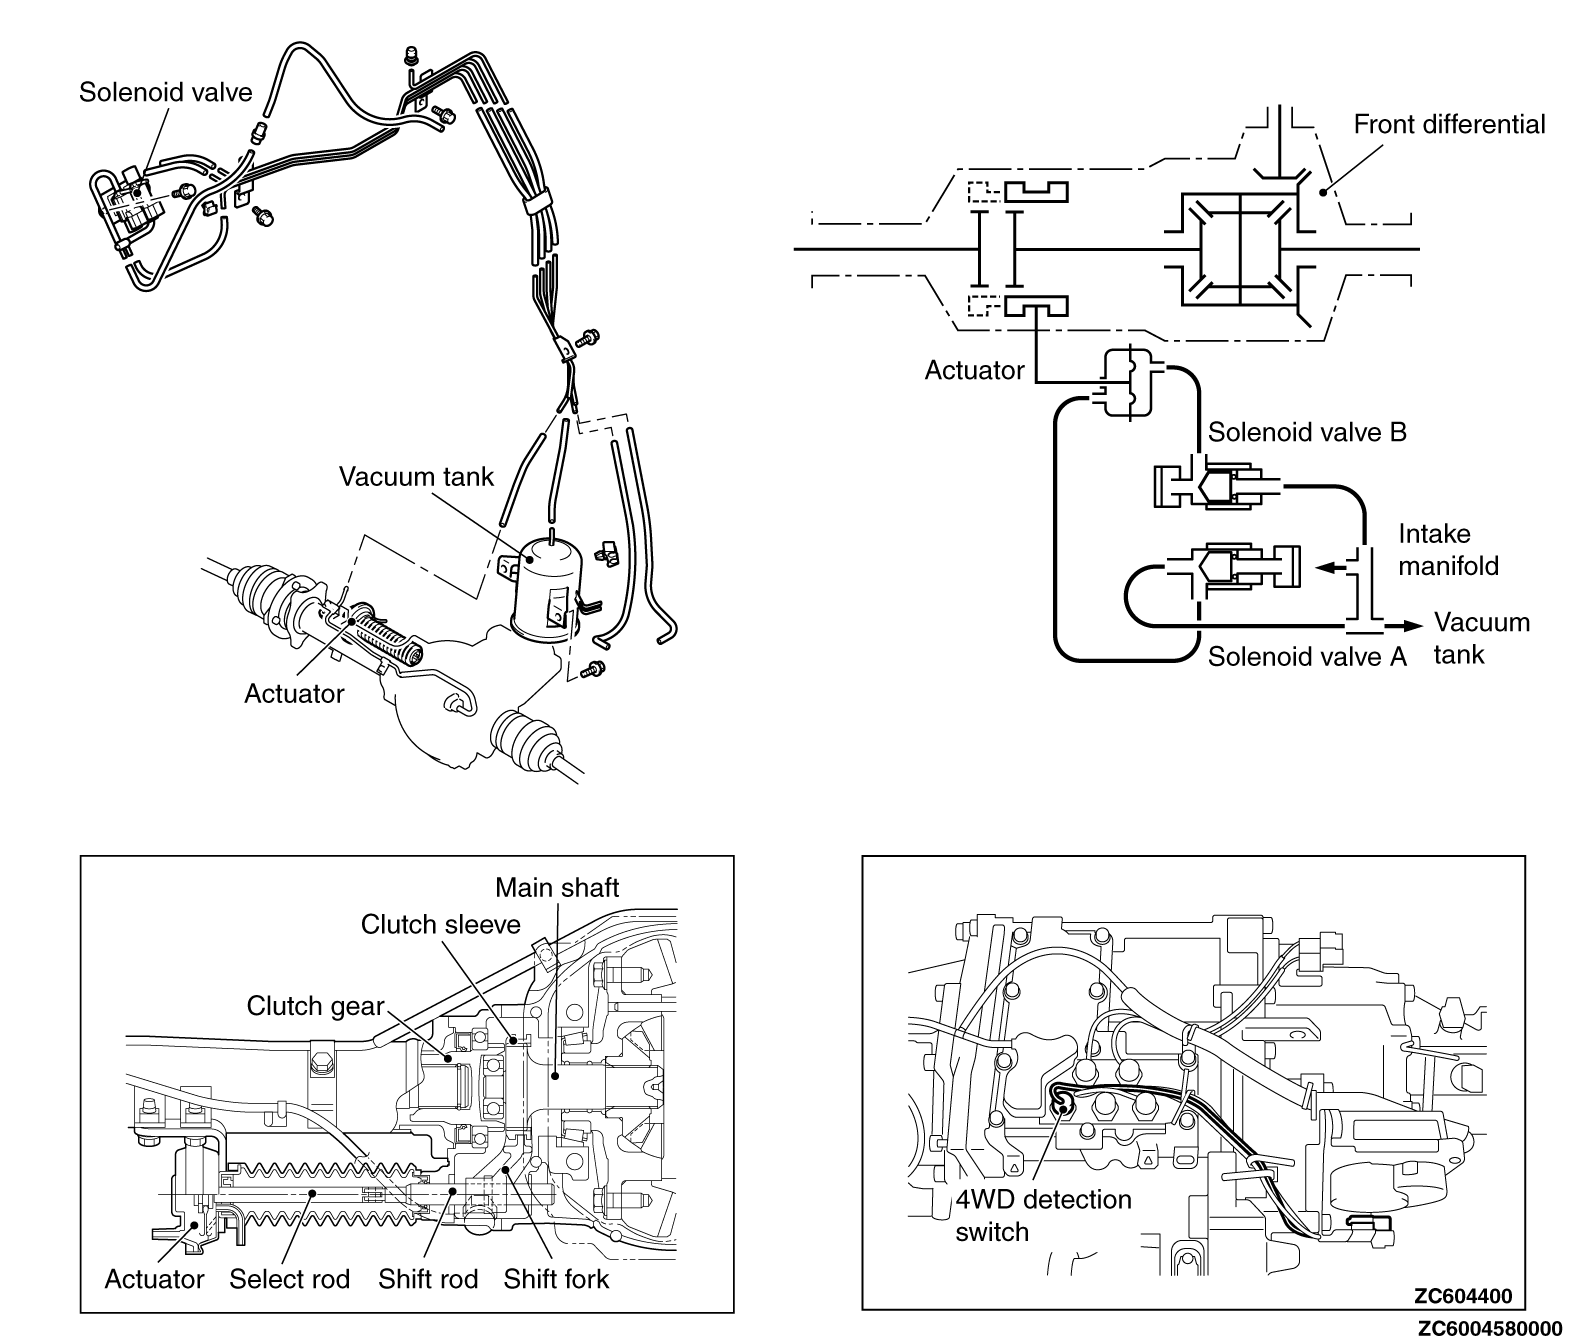 Solenoid valve
Vacuum tank
Actuator
Front differential
Actuator
Solenoid valve B
Intake
manifold
Vacuum
tank
Solenoid valve A
Main shaft
Clutch sleeve
Clutch gear
Actuator
Select rod
Shift rod
Shift fork
4WD detection
switch
ZC604400
ZC6004580000